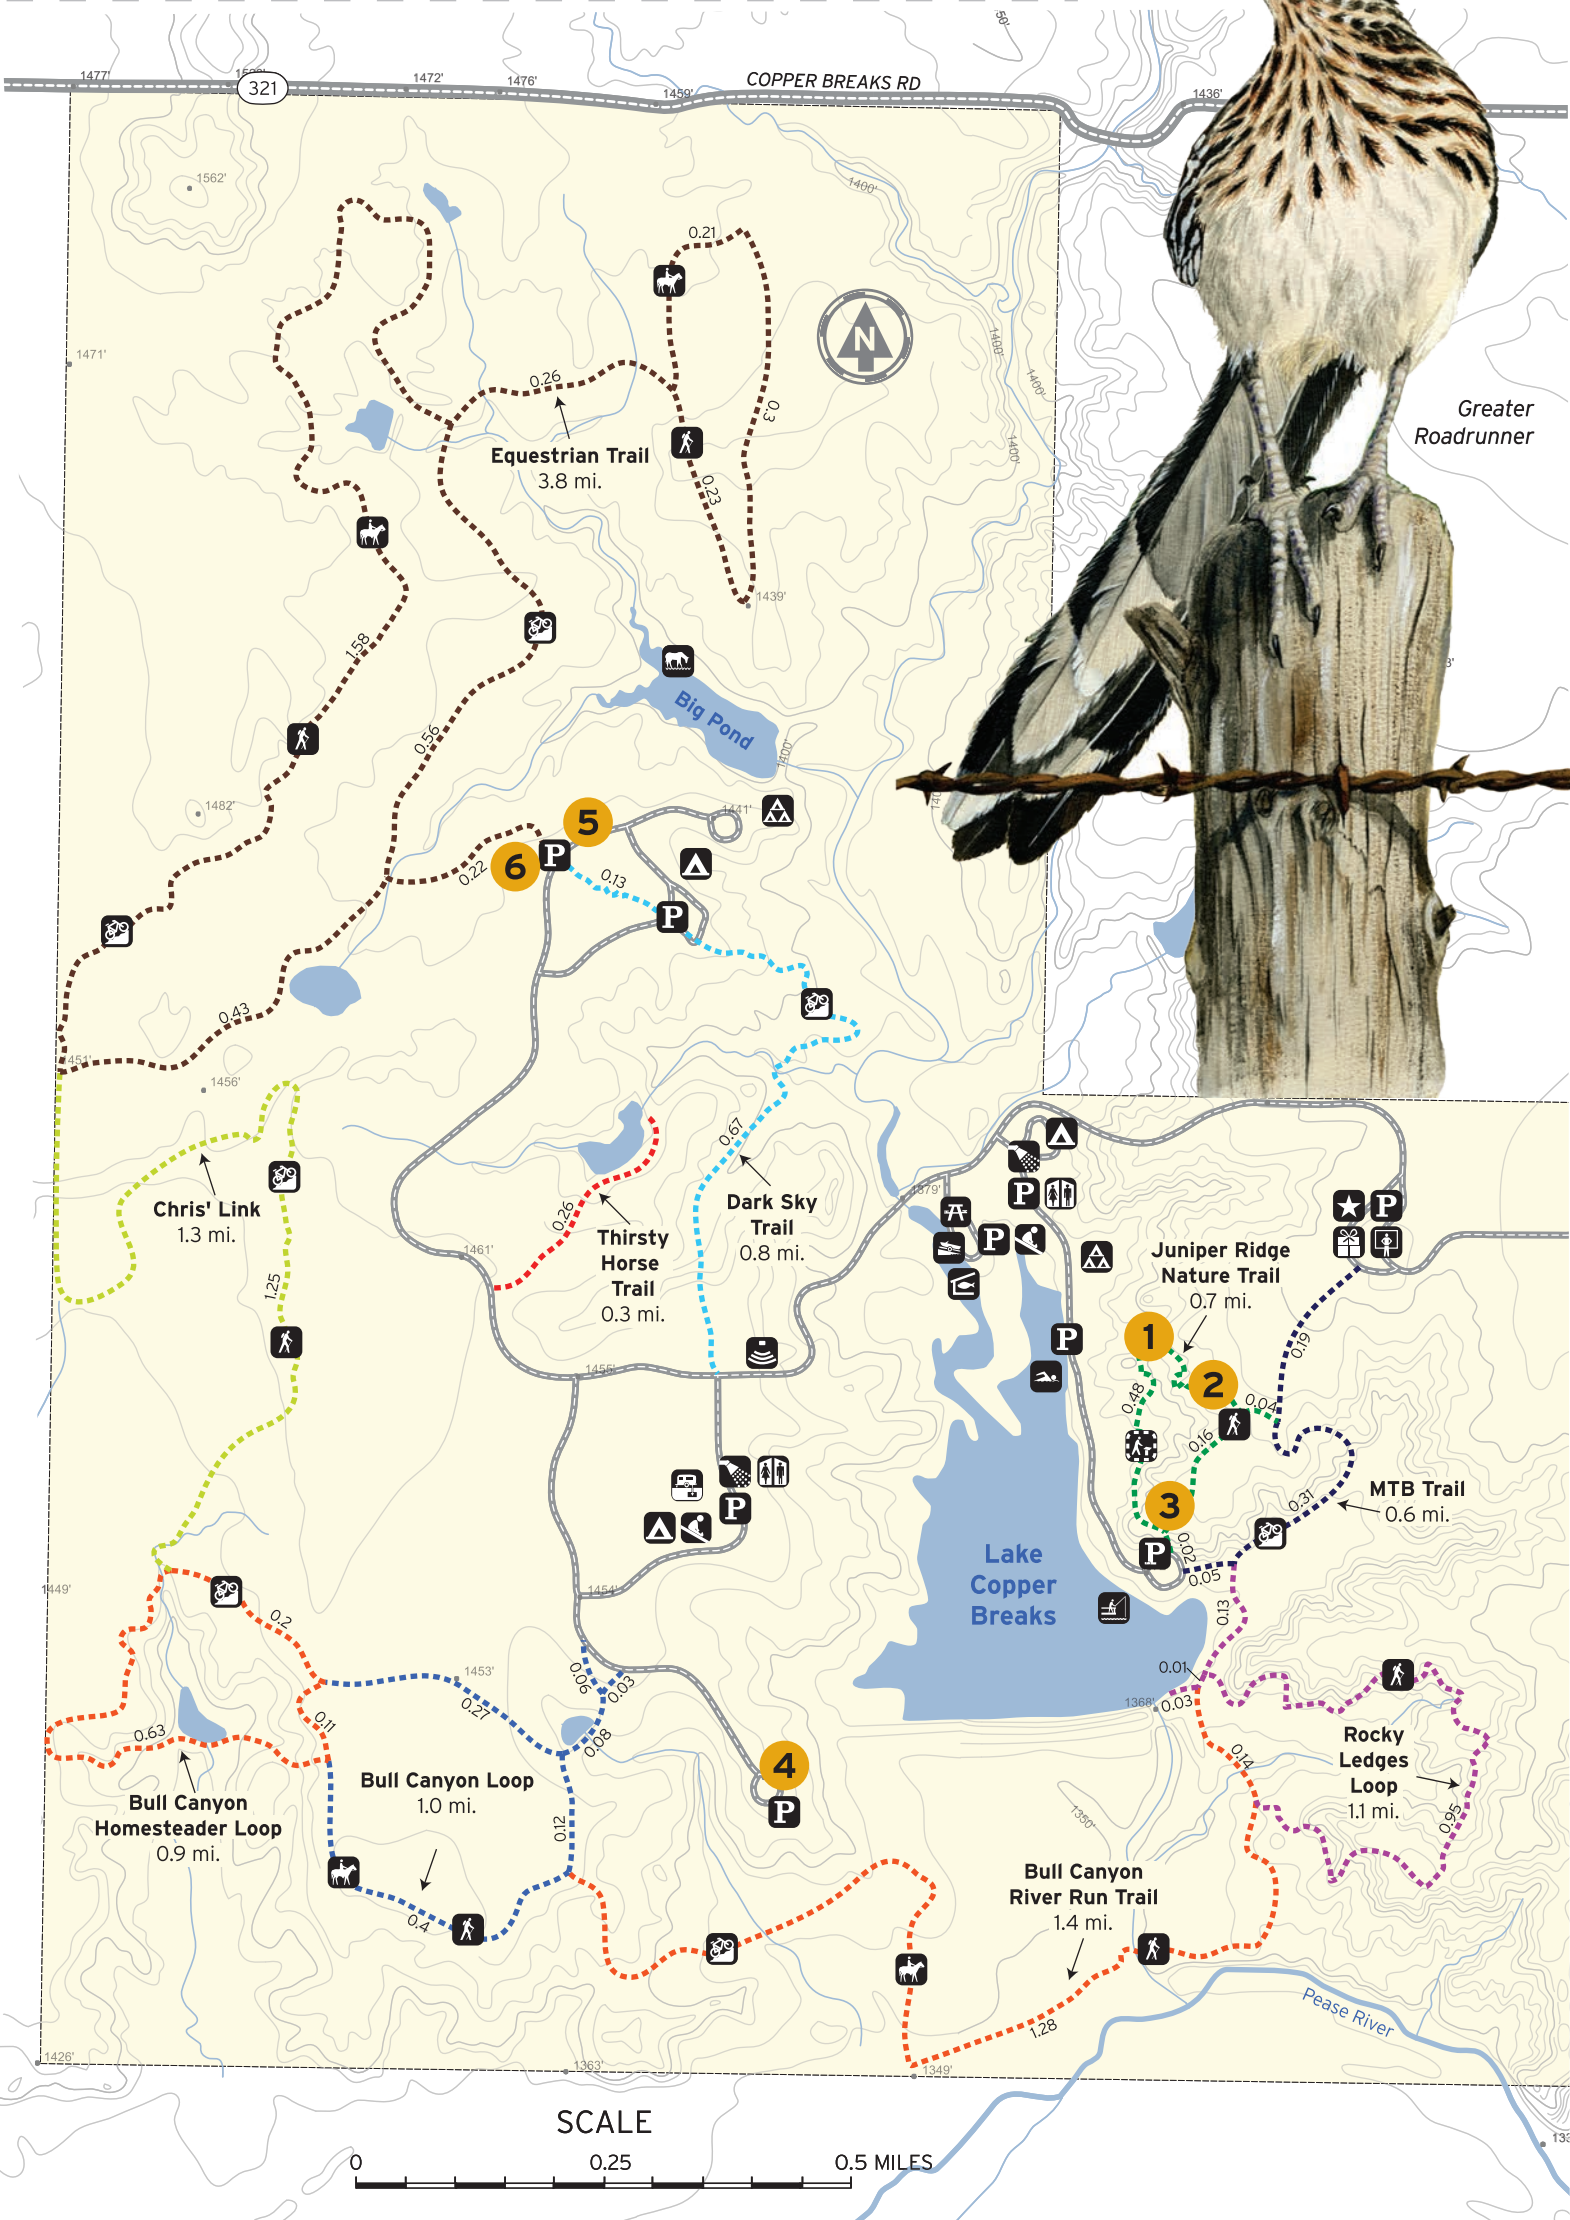 50'
1477'
321
1472'
1476'
1459'
COPPER BREAKS RD
1436'
1562'
1400'
0.21
N
1471'
1400'
1400'
0.26
0.3
Greater
Roadrunner
Equestrian Trail
3.8 mi.
1400'
0.23
1439'
1.58
0.56
Big Pond
1400'
1482'
1441'
5
6
P
0.22
0.13
P
0.43
1451'
1456'
0.67
Chris' Link
1.3 mi.
1379'
P
P
P
Dark Sky
Trail
0.8 mi.
0.26
Thirsty
Horse
Trail
0.3 mi.
1461'
1.25
Juniper Ridge
Nature Trail
0.7 mi.
1
P
0.19
1455'
2
0.48
0.04
0.16
P
3
0.31
MTB Trail
0.6 mi.
P
0.02
0.05
Lake
Copper
Breaks
1449'
1454'
0.2
0.13
0.01
0.03
1368'
1453'
0.06
0.03
0.27
0.08
0.11
0.63
Bull Canyon
Homesteader Loop
0.9 mi.
Bull Canyon Loop
1.0 mi.
4
P
0.14
Rocky
Ledges
Loop
1.1 mi.
0.95
1350'
0.12
0.4
Bull Canyon
River Run Trail
1.4 mi.
1.28
Pease River
1426'
1363'
1349'
SCALE
0
0.25
0.5 MILES